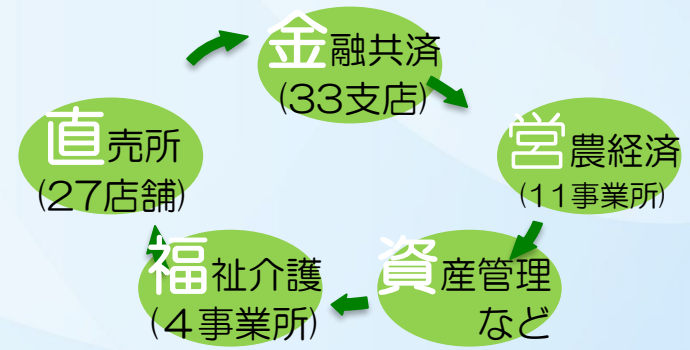 金融共済
(33支店)
営農経済
(11事業所)
資産管理
など
福祉介護
(4事業所)
直売所
(27店舗)